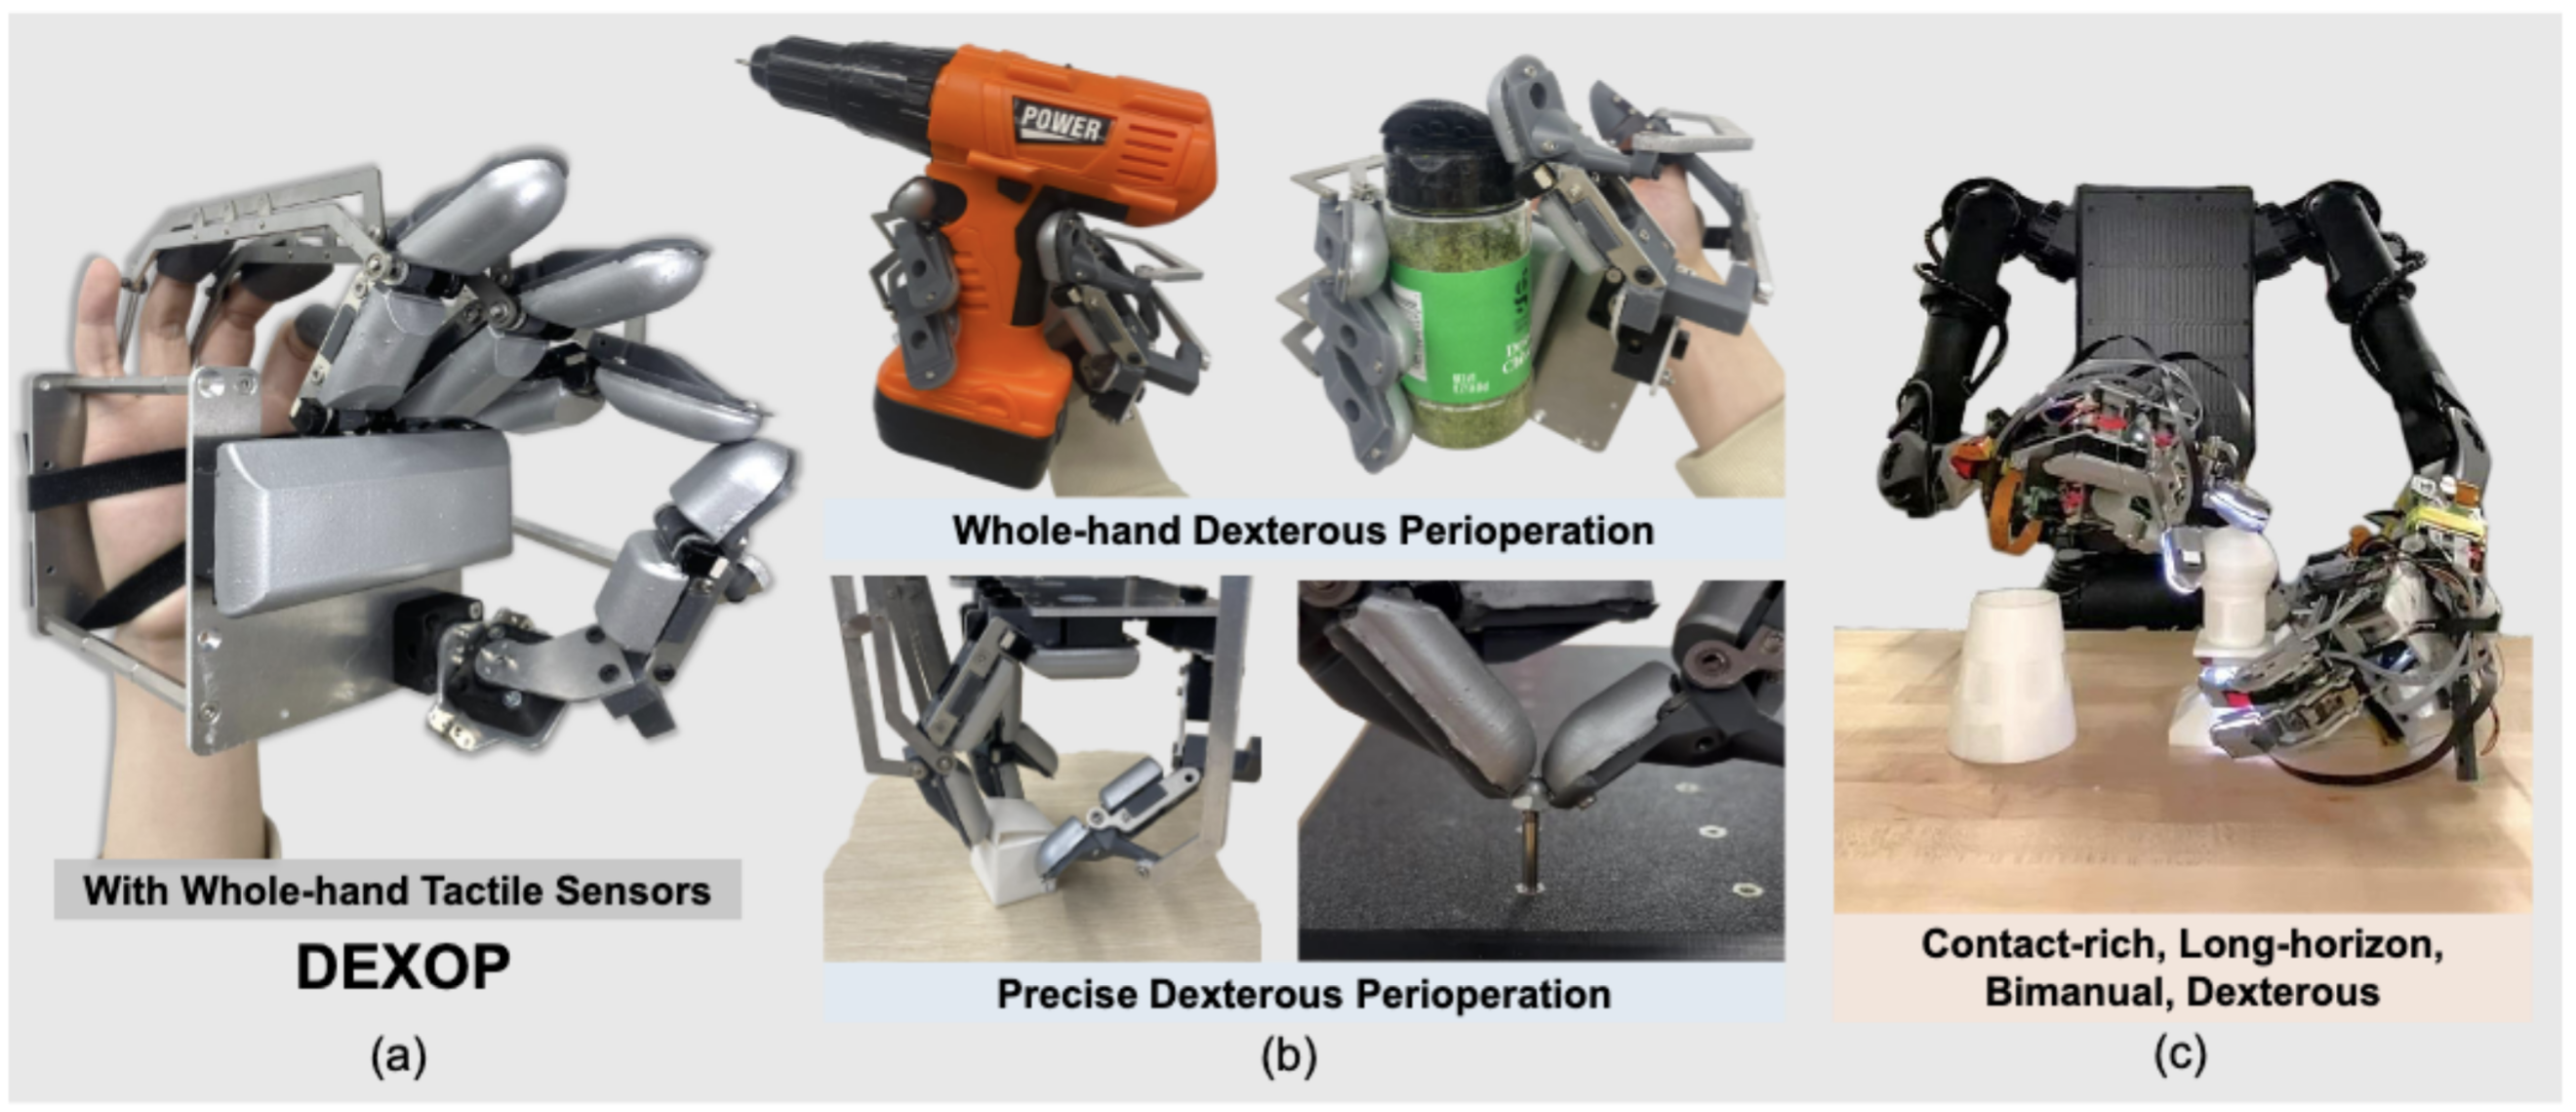 POWER
With Whole-hand Tactile Sensors
DEXOP
(a)
Whole-hand Dexterous Perioperation
Precise Dexterous Perioperation
(b)
Contact-rich, Long-horizon,
Bimanual, Dexterous
(c)